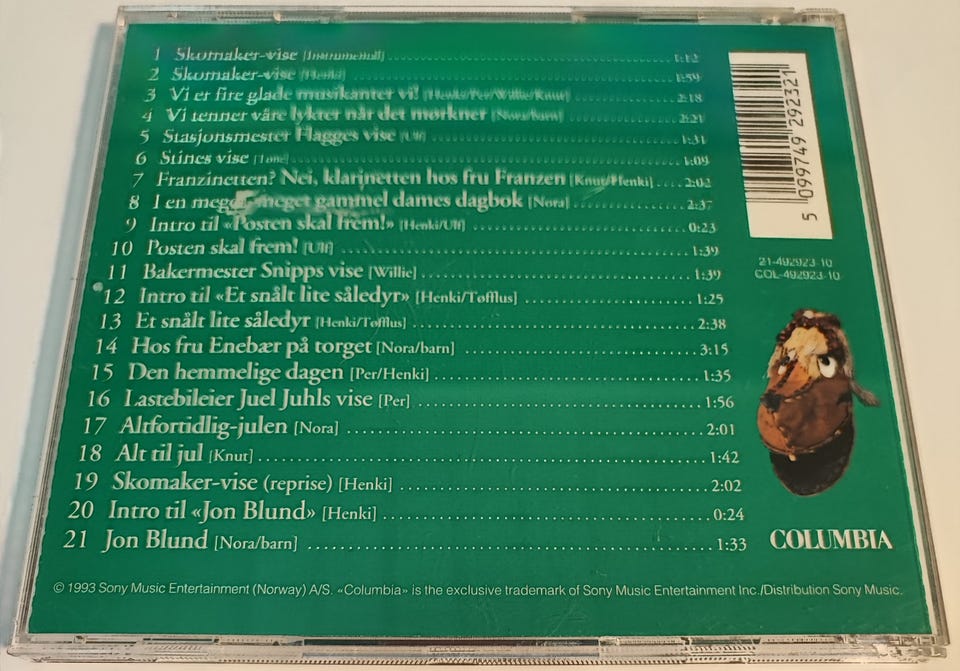 1 Skomaker-vise [Instrumental] 1:12
2 Skomaker-vise [Henki] 1:59
3 Vi er fire glade musikanter vi! [Henki/Per/Willie/Knut] 2:18
4 Vi tenner våre lykter når det mørkner [Nora/barn] 2:21
5 Stasjonsmester Hagges vise [Ulf] 1:31
6 Stines vise 1:09
7 Franzinetten? Nei, klarinetten hos fru Franzen [Knut/Henki] 2:02
8 I en meget, meget gammel dames dagbok [Nora] 2:37
9 Intro til «Posten skal frem!» [Henki/Ulf] 0:23
10 Posten skal frem! [Ulf] 1:39
11 Bakermester Snipps vise [Willie] 1:39
12 Intro til «Et snålt lite såledyr» [Henki/Tøfflus] 1:25
13 Et snålt lite såledyr [Henki/Tøfflus] 2:38
14 Hos fru Enebær på torget [Nora/barn] 3:15
15 Den hemmelige dagen [Per/Henki] 1:35
16 Lastebileier Juel Juhls vise [Per] 1:56
17 Altfortidlig-julen [Nora] 2:01
18 Alt til jul [Knut] 1:42
19 Skomaker-vise (reprise) [Henki] 2:02
20 Intro til «Jon Blund» [Henki] 0:24
21 Jon Blund [Nora/barn] 1:33
5 099749 292321
21-492923-10
COL-492923-10
COLUMBIA
© 1993 Sony Music Entertainment (Norway) A/S. «Columbia» is the exclusive trademark of Sony Music Entertainment Inc./Distribution Sony Music.